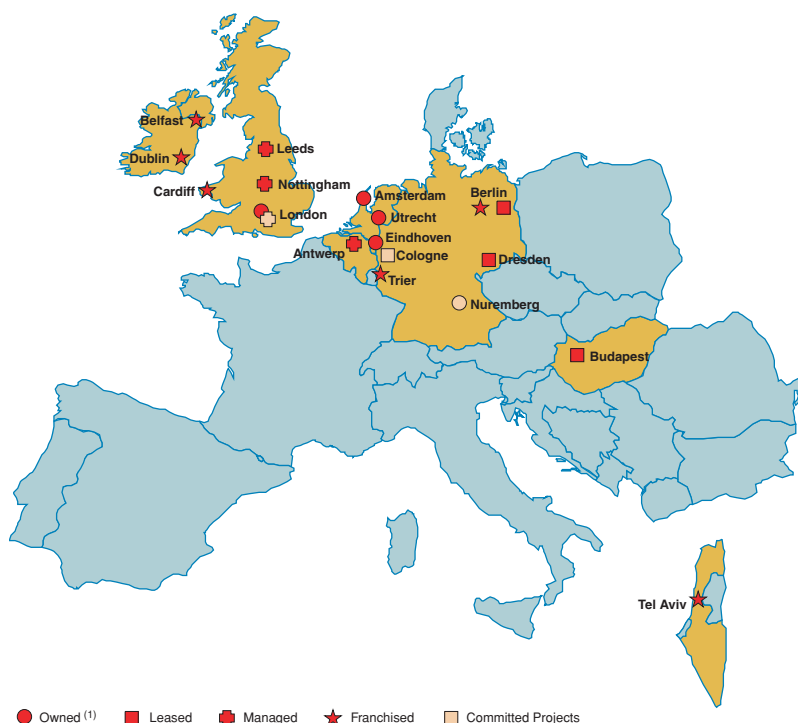 Belfast
Dublin
Leeds
Cardiff
Nottingham
London
Amsterdam
Utrecht
Berlin
Eindhoven
Antwerp
Cologne
Dresden
Trier
Nuremberg
Budapest
Tel Aviv
Owned (1) Leased Managed Franchised Committed Projects